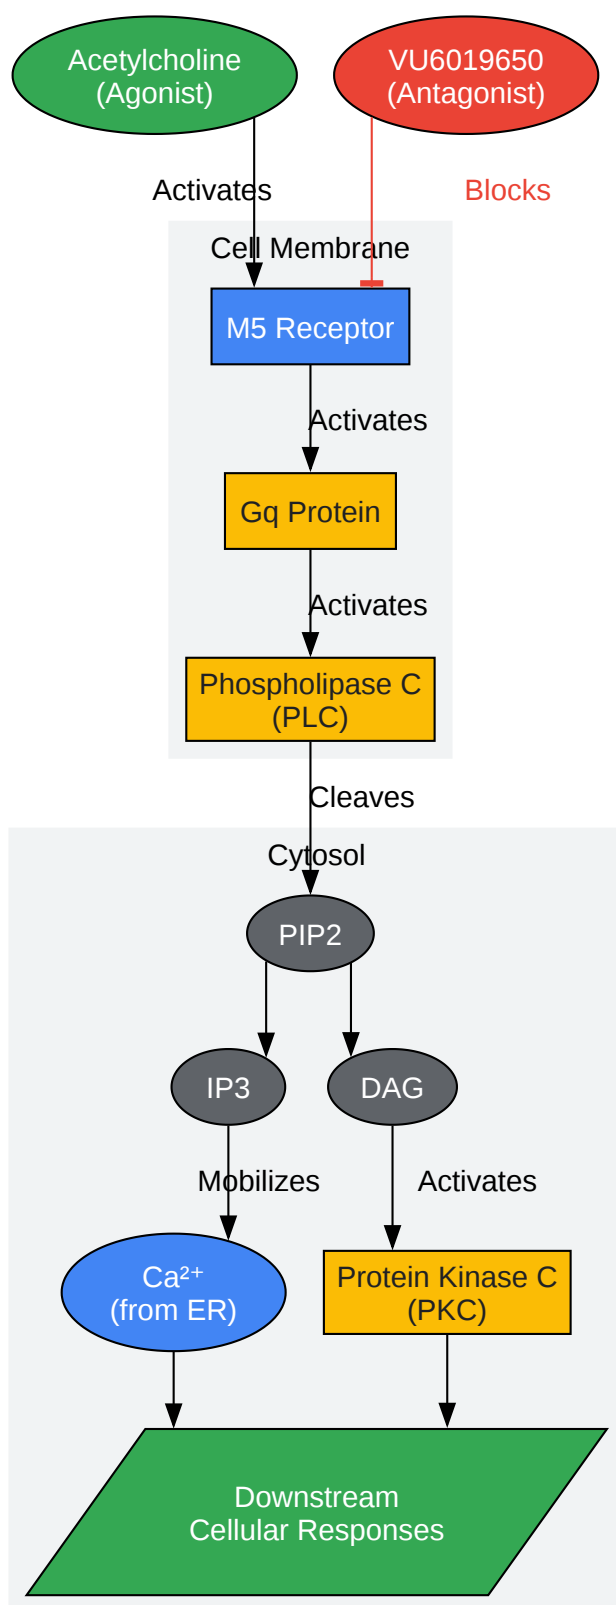 Acetylcholine
(Agonist)
VU6019650
(Antagonist)
Activates
Blocks
Cell Membrane
M5 Receptor
Activates
Gq Protein
Activates
Phospholipase C
(PLC)
Cleaves
Cytosol
PIP2
IP3
DAG
Mobilizes
Activates
Ca²⁺
(from ER)
Protein Kinase C
(PKC)
Downstream
Cellular Responses